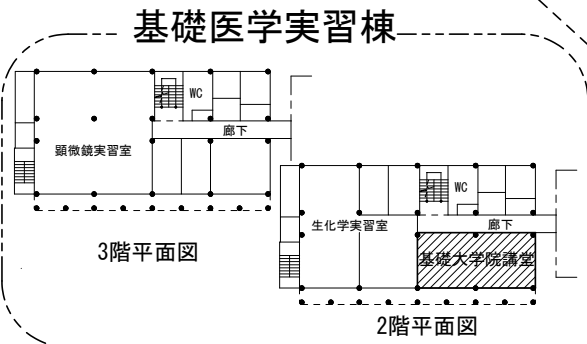 基礎医学実習棟
WC
廊下
顕微鏡実習室
3階平面図
WC
生化学実習室
廊下
基礎大学院講堂
2階平面図